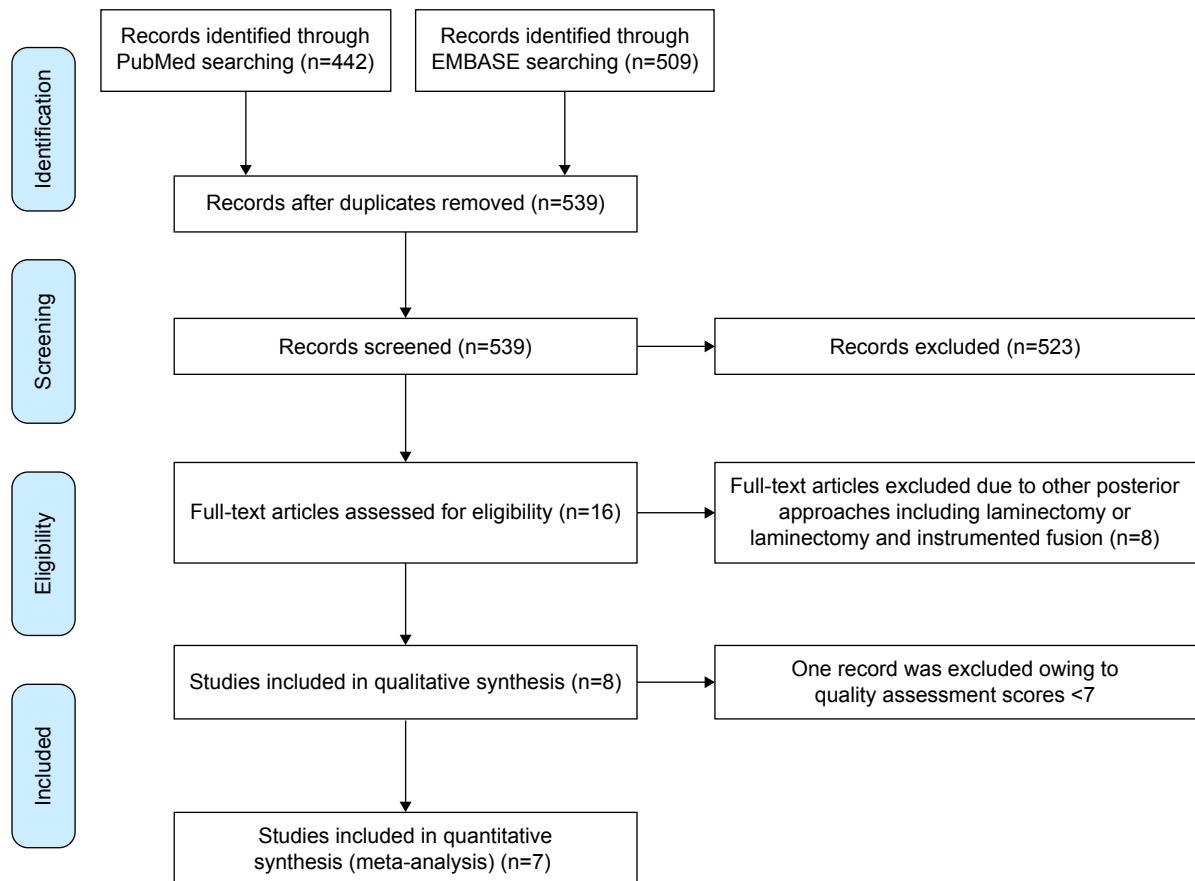 Identification
Records identified through
PubMed searching (n=442)
Records identified through
EMBASE searching (n=509)
Records after duplicates removed (n=539)
Screening
Records screened (n=539)
Records excluded (n=523)
Eligibility
Full-text articles assessed for eligibility (n=16)
Full-text articles excluded due to other posterior
approaches including laminectomy or
laminectomy and instrumented fusion (n=8)
Included
Studies included in qualitative synthesis (n=8)
One record was excluded owing to
quality assessment scores <7
Studies included in quantitative
synthesis (meta-analysis) (n=7)